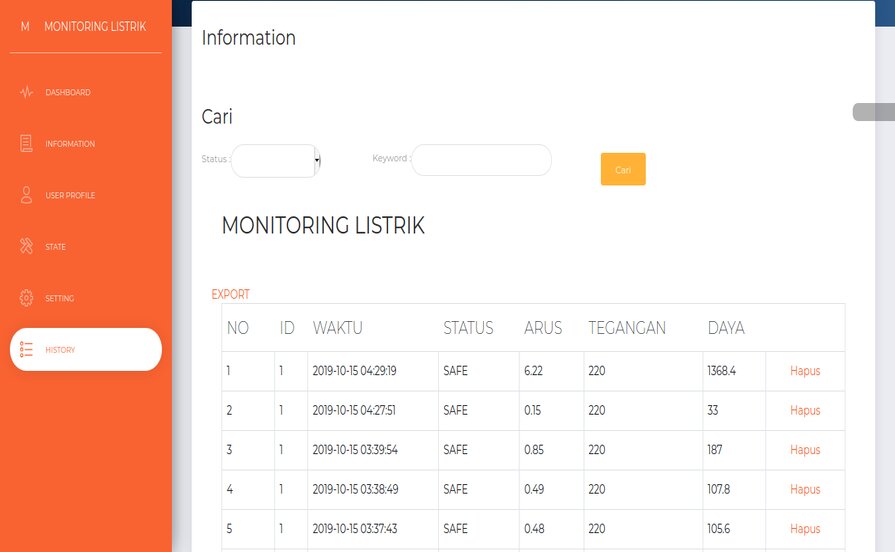 M MONITORING LISTRIK
DASHBOARD
INFORMATION
USER PROFILE
STATE
SETTING
HISTORY
Information
Cari
Status :
Keyword :
Cari
MONITORING LISTRIK
EXPORT
NO ID WAKTU STATUS ARUS TEGANGAN DAYA
1 1 2019-10-15 04:29:19 SAFE 6.22 220 1368.4 Hapus
2 1 2019-10-15 04:27:51 SAFE 0.15 220 33 Hapus
3 1 2019-10-15 03:39:54 SAFE 0.85 220 187 Hapus
4 1 2019-10-15 03:38:49 SAFE 0.49 220 107.8 Hapus
5 1 2019-10-15 03:37:43 SAFE 0.48 220 105.6 Hapus